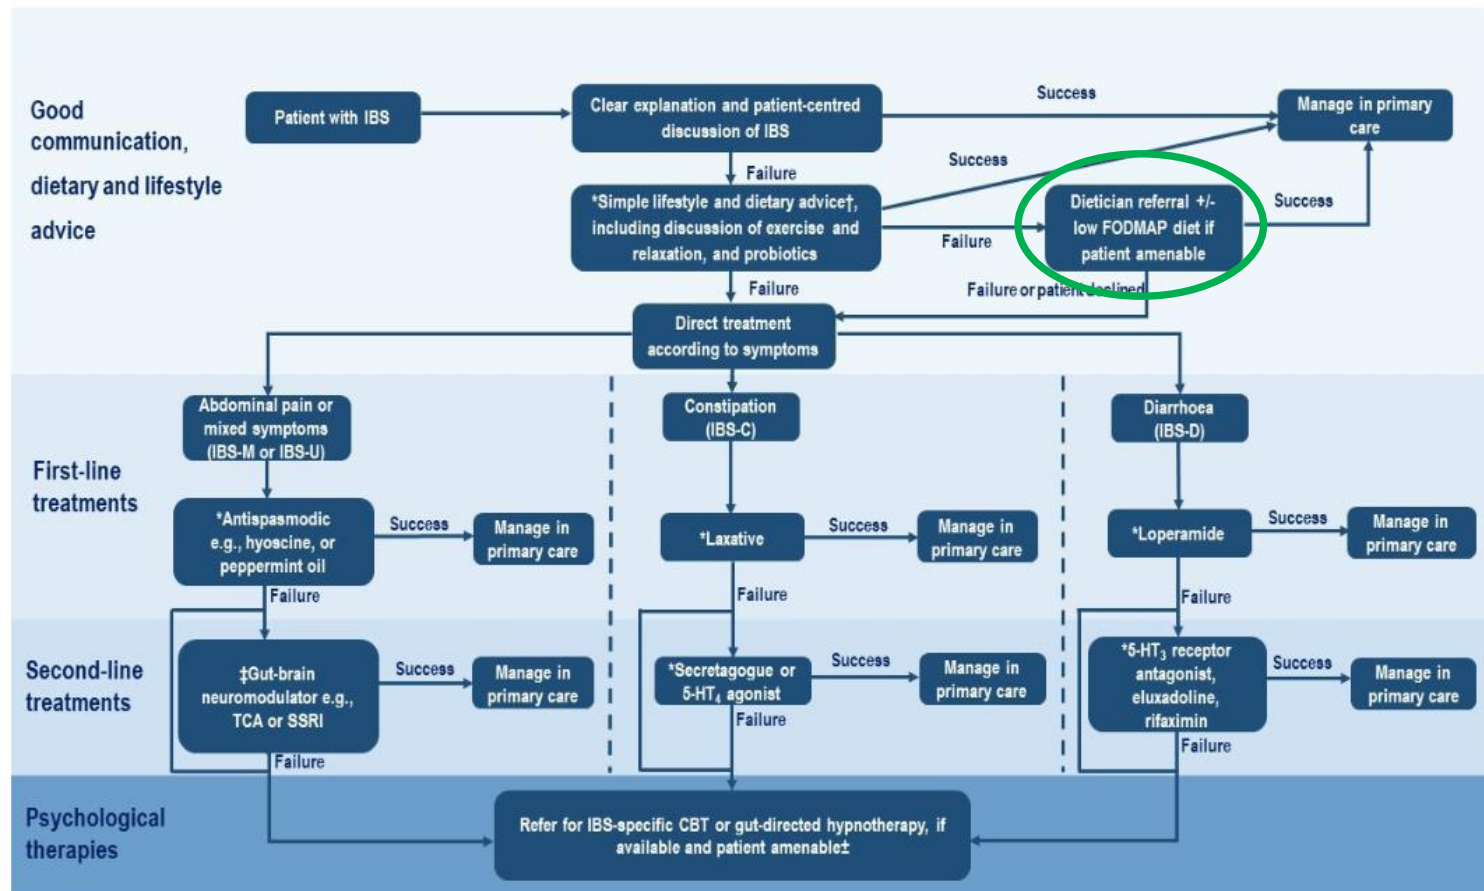 Good
communication,
dietary and lifestyle
advice
Patient with IBS
Clear explanation and patient-centred
discussion of IBS
Success
Manage in primary
care
Failure
Success
*Simple lifestyle and dietary advice†,
including discussion of exercise and
relaxation, and probiotics
Failure
Dietician referral +/-
low FODMAP diet if
patient amenable
Success
Failure
Failure or patient declined
Direct treatment
according to symptoms
First-line
treatments
Abdominal pain or
mixed symptoms
(IBS-M or IBS-U)
*Antispasmodic
e.g., hyoscine, or
peppermint oil
Success
Manage in
primary care
Failure
Constipation
(IBS-C)
*Laxative
Success
Manage in
primary care
Failure
Diarrhoea
(IBS-D)
*Loperamide
Success
Manage in
primary care
Failure
Second-line
treatments
‡Gut-brain
neuromodulator e.g.,
TCA or SSRI
Success
Manage in
primary care
Failure
*Secretagogue or
5-HT₄ agonist
Success
Manage in
primary care
Failure
*5-HT₃ receptor
antagonist,
eluxadoline,
rifaximin
Success
Manage in
primary care
Failure
Psychological
therapies
Refer for IBS-specific CBT or gut-directed hypnotherapy, if
available and patient amenable±